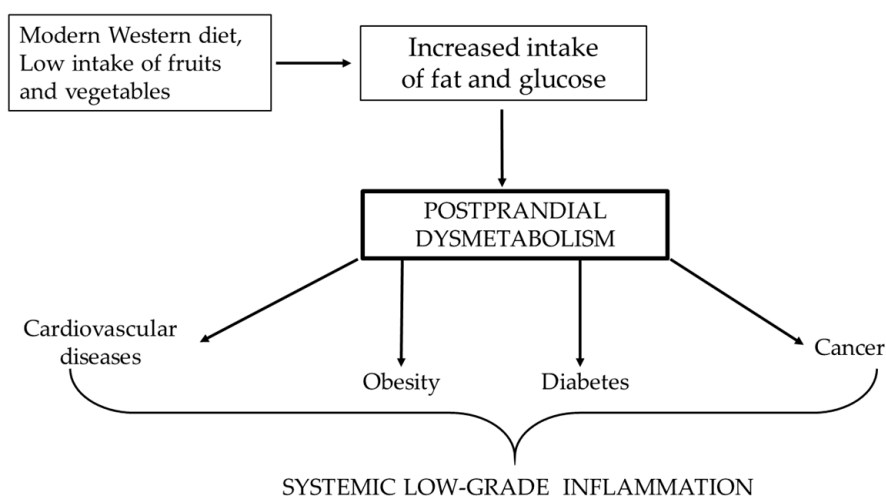 Modern Western diet,
Low intake of fruits
and vegetables
Increased intake
of fat and glucose
POSTPRANDIAL
DYSMETABOLISM
Cardiovascular
diseases
Obesity
Diabetes
Cancer
SYSTEMIC LOW-GRADE INFLAMMATION